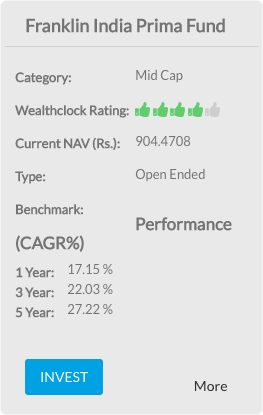 Franklin India Prima Fund
Category: Mid Cap
Wealthclock Rating:
Current NAV (Rs.): 904.4708
Type: Open Ended
Benchmark:
Performance
(CAGR%)
1 Year: 17.15 %
3 Year: 22.03 %
5 Year: 27.22 %
INVEST
More